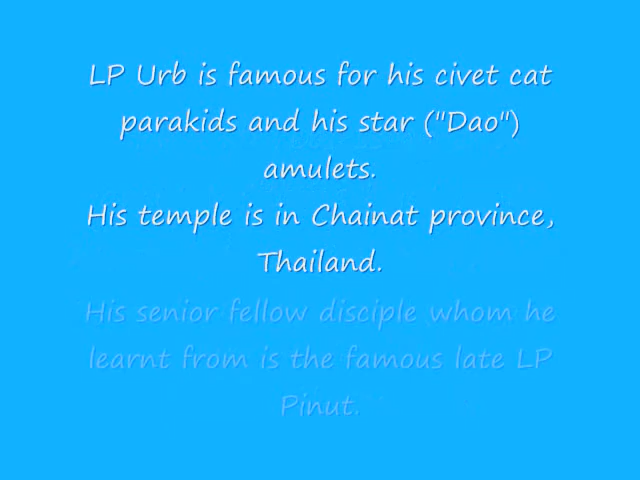 LP Urb is famous for his civet cat
parakids and his star ("Dao")
amulets.
His temple is in Chainat province,
Thailand.
His senior fellow disciple whom he
learnt from is the famous late LP
Pinut.